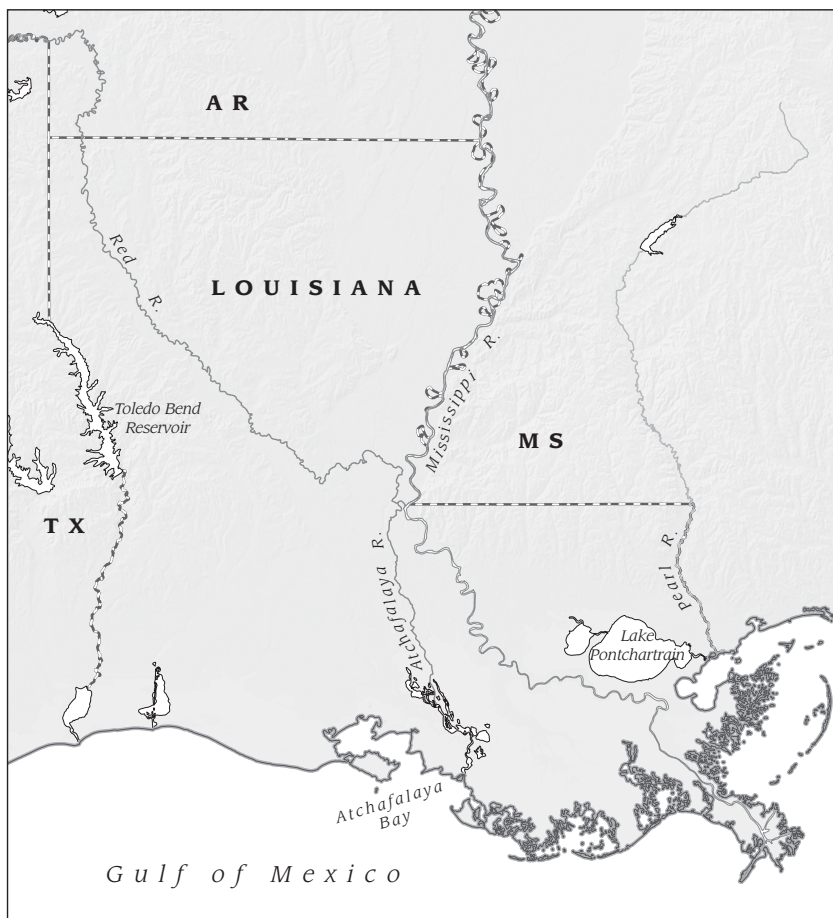 AR
Red R.
LOUISIANA
Mississippi R.
Toledo Bend
Reservoir
MS
TX
Atchafalaya R.
Pearl R.
Lake
Pontchartrain
Atchafalaya
Bay
Gulf of Mexico